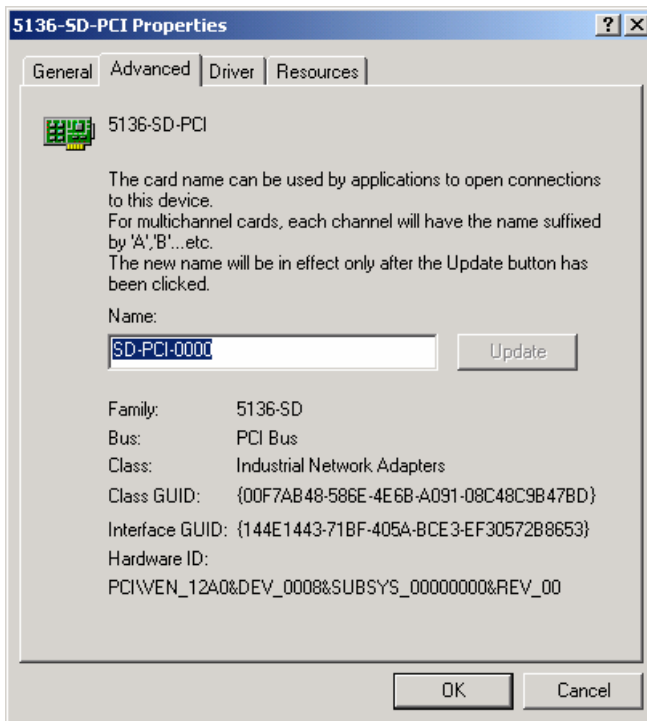 5136-SD-PCI Properties
General Advanced Driver Resources
5136-SD-PCI
The card name can be used by applications to open connections
to this device.
For multichannel cards, each channel will have the name suffixed
by 'A','B'...etc.
The new name will be in effect only after the Update button has
been clicked.
Name:
SD-PCI-0000 Update
Family: 5136-SD
Bus: PCI Bus
Class: Industrial Network Adapters
Class GUID: {00F7AB48-586E-4E6B-A091-08C48C9B47BD}
Interface GUID: {144E1443-71BF-405A-BCE3-EF30572B8653}
Hardware ID:
PCI\VEN_12A0&DEV_0008&SUBSYS_00000000&REV_00
OK Cancel